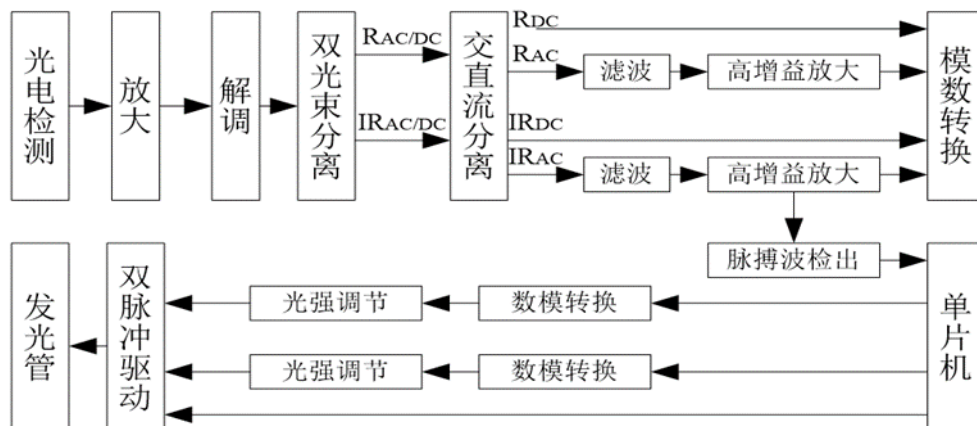 光电检测
放大
解调
双光束分离
RAC/DC
IRAC/DC
交直流分离
RDC
RAC
滤波
高增益放大
IRDC
IRAC
滤波
高增益放大
模数转换
脉搏波检出
发光管
双脉冲驱动
光强调节
数模转换
光强调节
数模转换
单片机